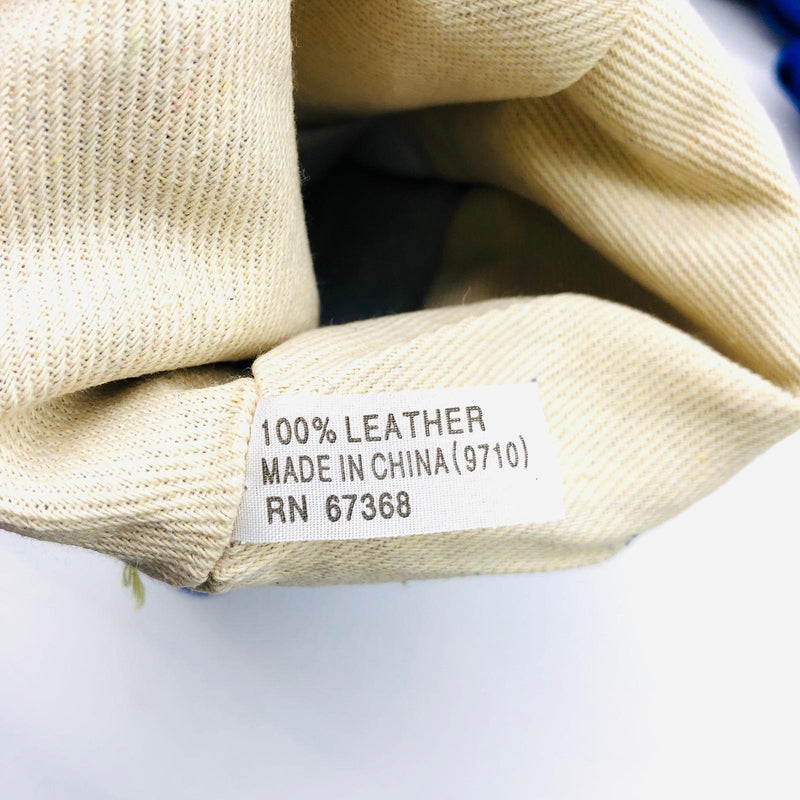 100% LEATHER
MADE IN CHINA(9710)
RN 67368